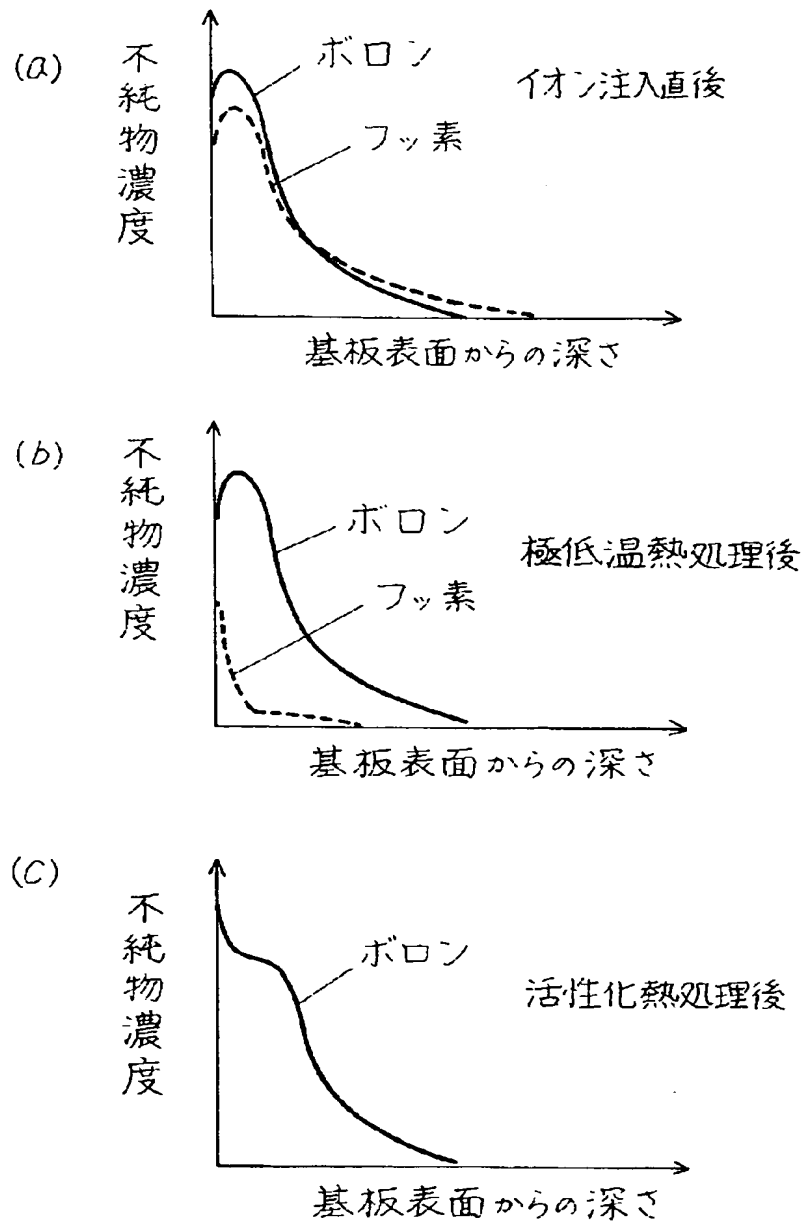 (a)
不純物濃度
ボロン
フッ素
イオン注入直後
基板表面からの深さ
(b)
不純物濃度
ボロン
フッ素
極低温熱処理後
基板表面からの深さ
(C)
不純物濃度
ボロン
活性化熱処理後
基板表面からの深さ